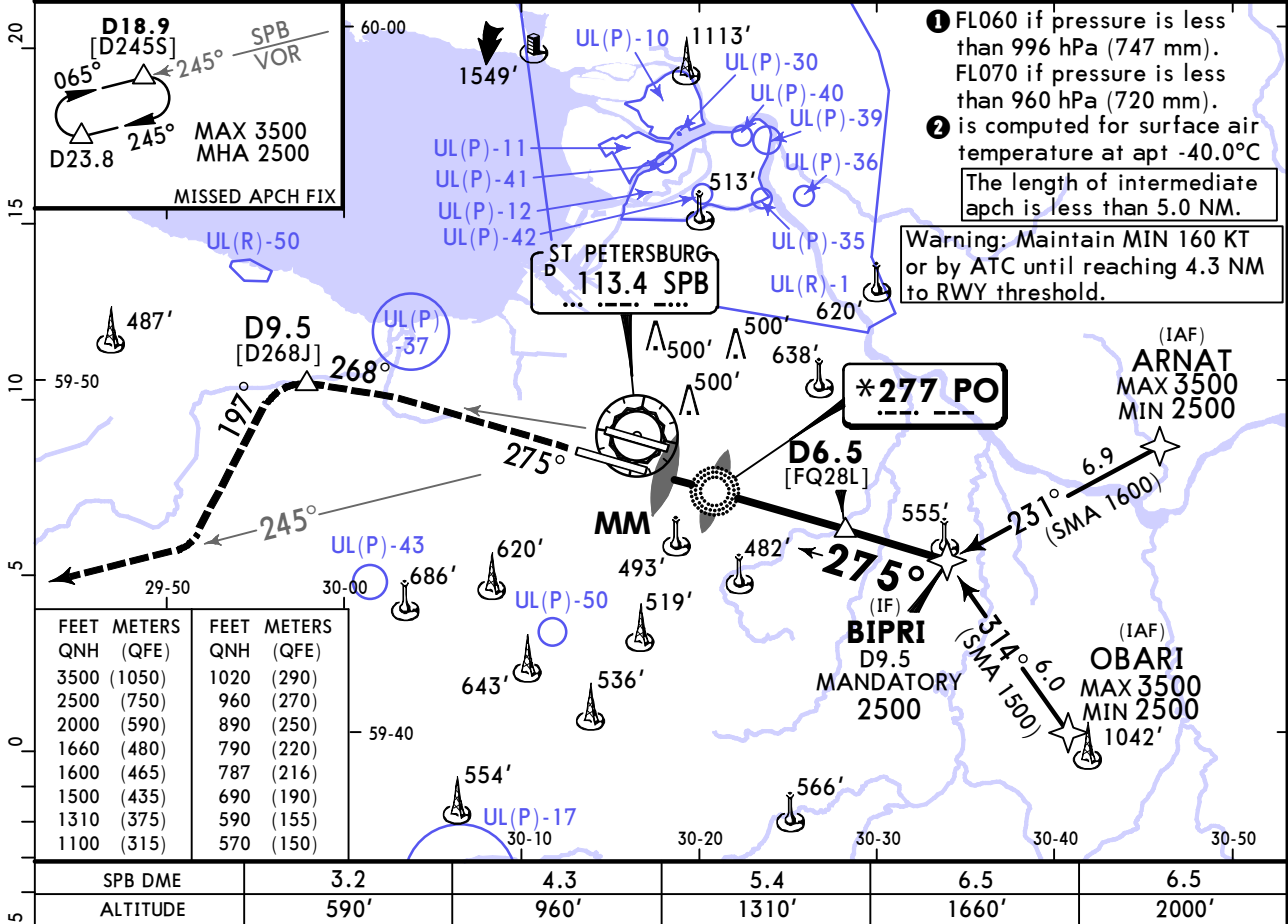 20
15
10
5
0
5
D18.9
[D245S]
SPB
VOR
245°
065°
245°
D23.8
MAX 3500
MHA 2500
MISSED APCH FIX
60-00
1549'
UL(P)-10
1113'
UL(P)-30
UL(P)-40
UL(P)-39
UL(P)-11
UL(P)-36
UL(P)-41
513'
UL(P)-12
UL(P)-42
UL(P)-35
UL(R)-50
UL(R)-1
620'
1 FL060 if pressure is less
than 996 hPa (747 mm).
FL070 if pressure is less
than 960 hPa (720 mm).
2 is computed for surface air
temperature at apt -40.0°C
The length of intermediate
apch is less than 5.0 NM.
Warning: Maintain MIN 160 KT
or by ATC until reaching 4.3 NM
to RWY threshold.
ST PETERSBURG
D
113.4 SPB
487'
D9.5
[D268J]
UL(P)
-37
59-50
268°
197°
275°
500'
500'
500'
638'
*277 PO
(IAF)
ARNAT
MAX 3500
MIN 2500
D6.5
[FQ28L]
6.9
231°
(SMA 1600)
245°
MM
555'
UL(P)-43
620'
493'
482'
275°
686'
29-50
30-00
UL(P)-50
519'
(IF)
BIPRI
D9.5
MANDATORY
2500
314°
6.0
(SMA 1500)
(IAF)
OBARI
MAX 3500
MIN 2500
1042'
643'
536'
59-40
554'
566'
UL(P)-17
30-10
30-20
30-30
30-40
30-50
FEET METERS FEET METERS
QNH (QFE) QNH (QFE)
3500 (1050) 1020 (290)
2500 (750) 960 (270)
2000 (590) 890 (250)
1660 (480) 790 (220)
1600 (465) 787 (216)
1500 (435) 690 (190)
1310 (375) 590 (155)
1100 (315) 570 (150)
SPB DME 3.2 4.3 5.4 6.5 6.5
ALTITUDE 590' 960' 1310' 1660' 2000'